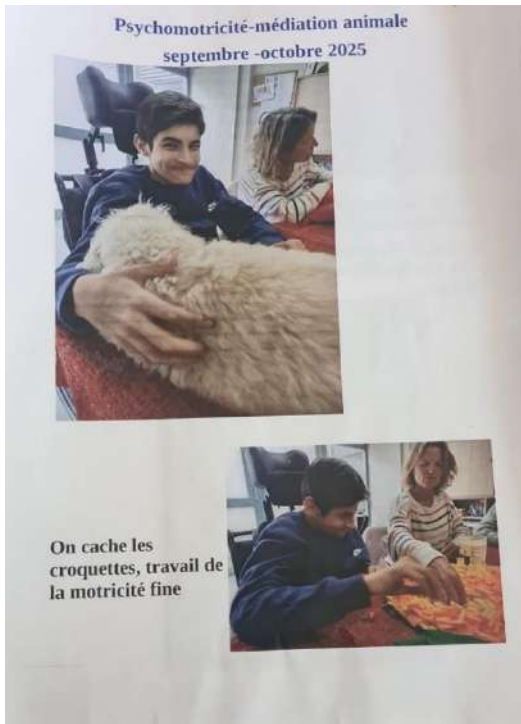 Psychomotricité-médiation animale
septembre -octobre 2025
On cache les
croquettes, travail de
la motricité fine